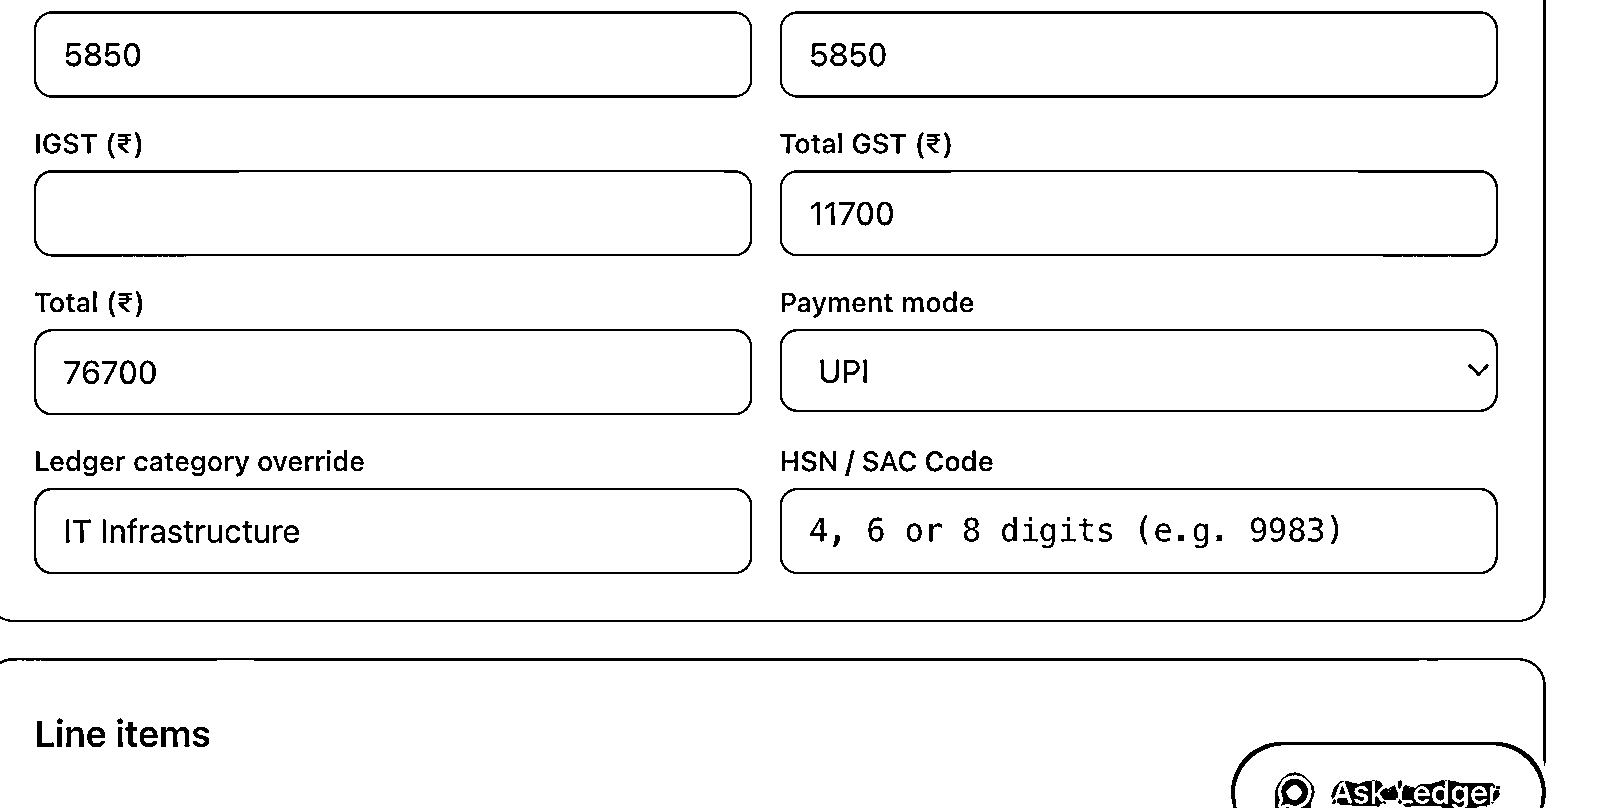 5850 5850
IGST (₹) Total GST (₹)
11700
Total (₹) Payment mode
76700 UPI
Ledger category override HSN / SAC Code
IT Infrastructure 4, 6 or 8 digits (e.g. 9983)
Line items
Ask Ledger